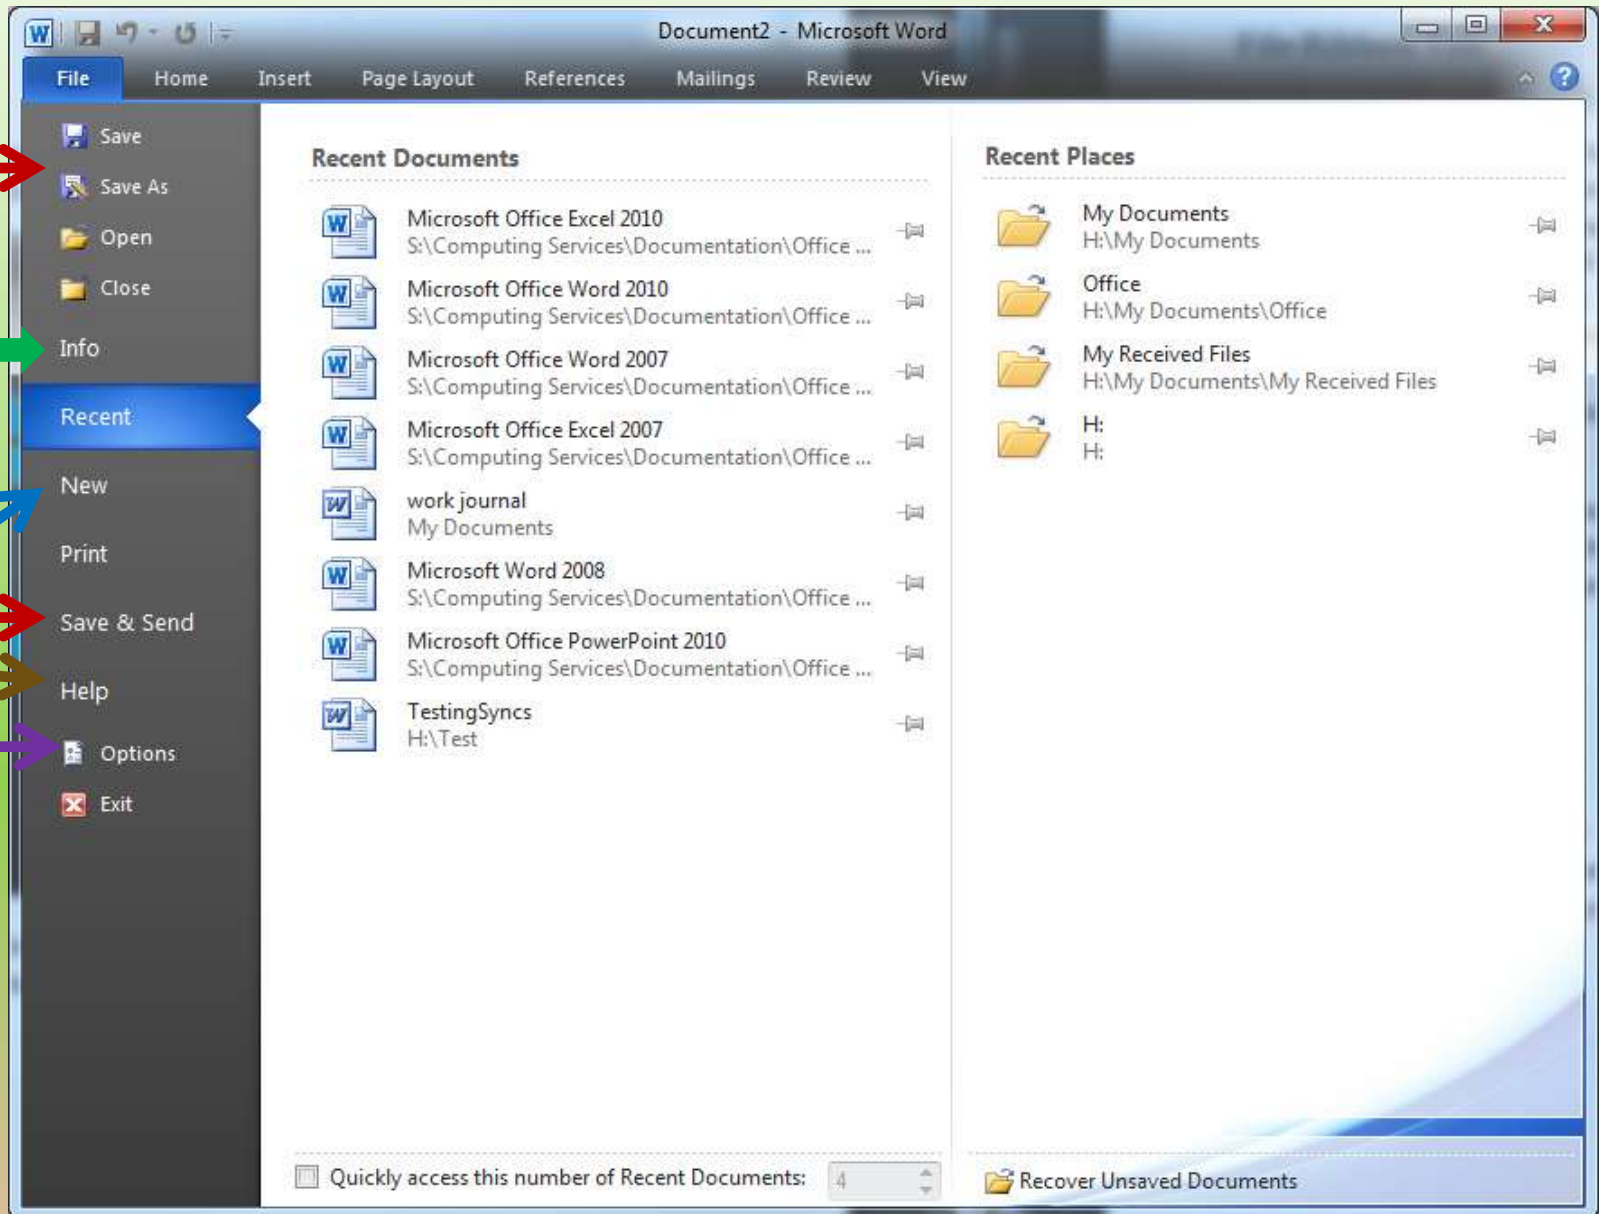 Document2 - Microsoft Word
File Home Insert Page Layout References Mailings Review View
Save
Save As
Open
Close
Info
Recent
New
Print
Save & Send
Help
Options
Exit
Recent Documents
Microsoft Office Excel 2010
S:\Computing Services\Documentation\Office ...
Microsoft Office Word 2010
S:\Computing Services\Documentation\Office ...
Microsoft Office Word 2007
S:\Computing Services\Documentation\Office ...
Microsoft Office Excel 2007
S:\Computing Services\Documentation\Office ...
work journal
My Documents
Microsoft Word 2008
S:\Computing Services\Documentation\Office ...
Microsoft Office PowerPoint 2010
S:\Computing Services\Documentation\Office ...
TestingSyncs
H:\Test
Quickly access this number of Recent Documents: 4
Recent Places
My Documents
H:\My Documents
Office
H:\My Documents\Office
My Received Files
H:\My Documents\My Received Files
H:
H:
Recover Unsaved Documents